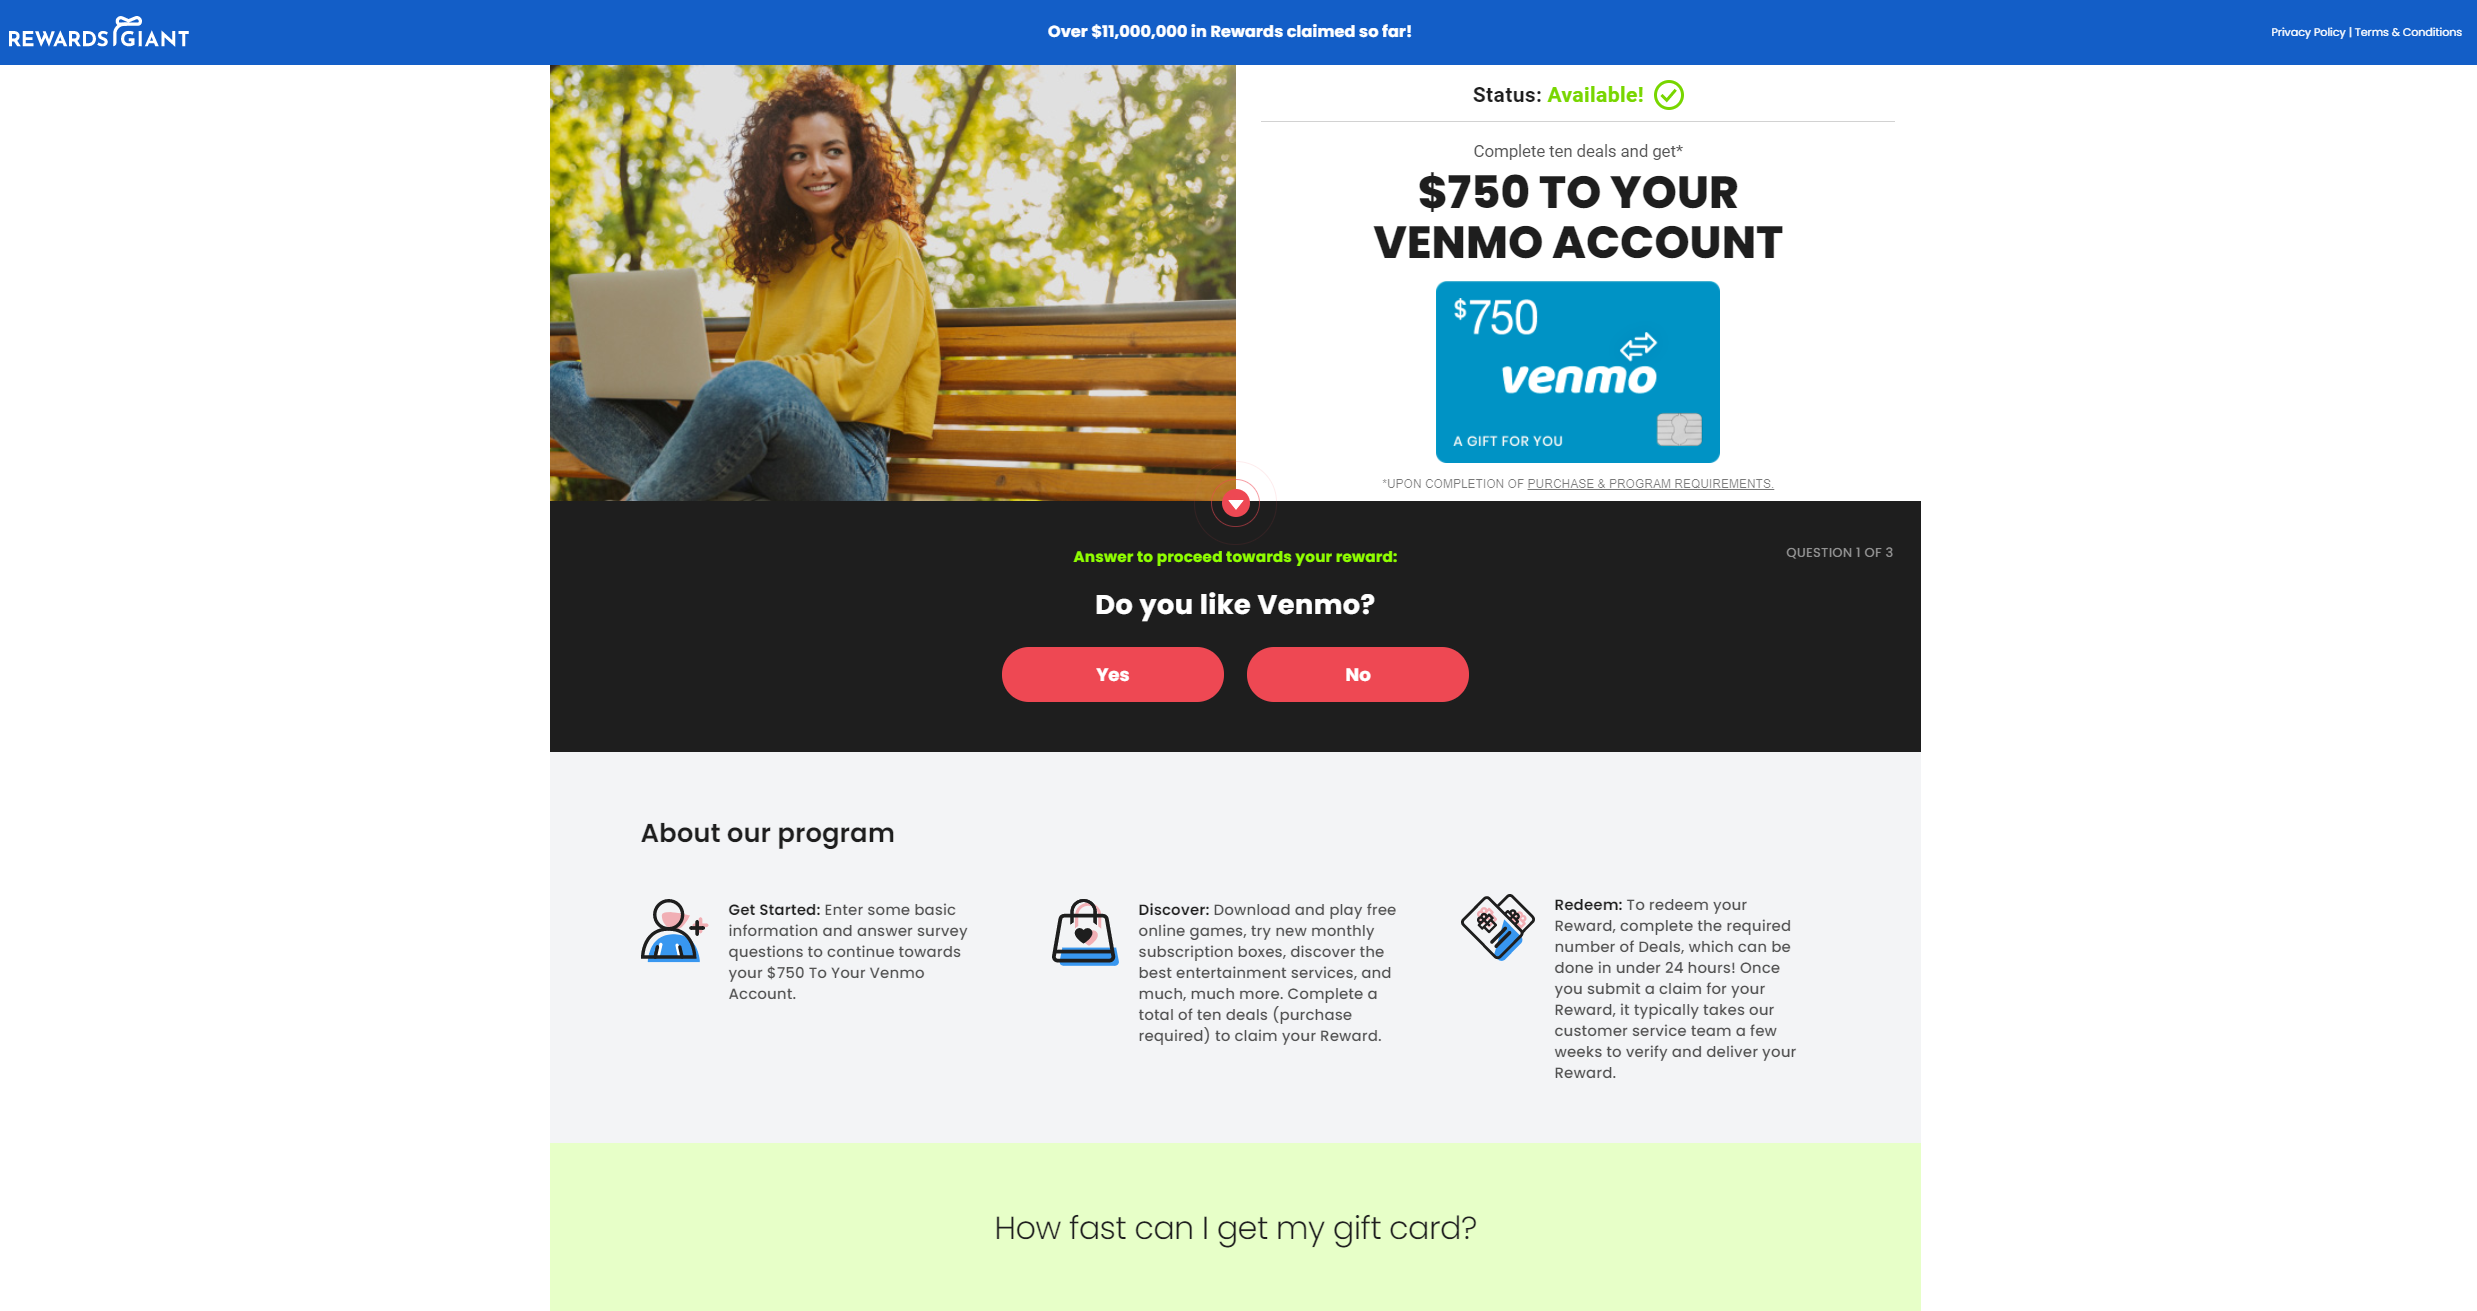 REWARDS GIANT
Over $11,000,000 in Rewards claimed so far!
Privacy Policy | Terms & Conditions
Status: Available!
Complete ten deals and get*
$750 TO YOUR
VENMO ACCOUNT
$750
venmo
A GIFT FOR YOU
*UPON COMPLETION OF PURCHASE & PROGRAM REQUIREMENTS.
Answer to proceed towards your reward:
QUESTION 1 OF 3
Do you like Venmo?
Yes
No
About our program
Get Started: Enter some basic
information and answer survey
questions to continue towards
your $750 To Your Venmo
Account.
Discover: Download and play free
online games, try new monthly
subscription boxes, discover the
best entertainment services, and
much, much more. Complete a
total of ten deals (purchase
required) to claim your Reward.
Redeem: To redeem your
Reward, complete the required
number of Deals, which can be
done in under 24 hours! Once
you submit a claim for your
Reward, it typically takes our
customer service team a few
weeks to verify and deliver your
Reward.
How fast can I get my gift card?